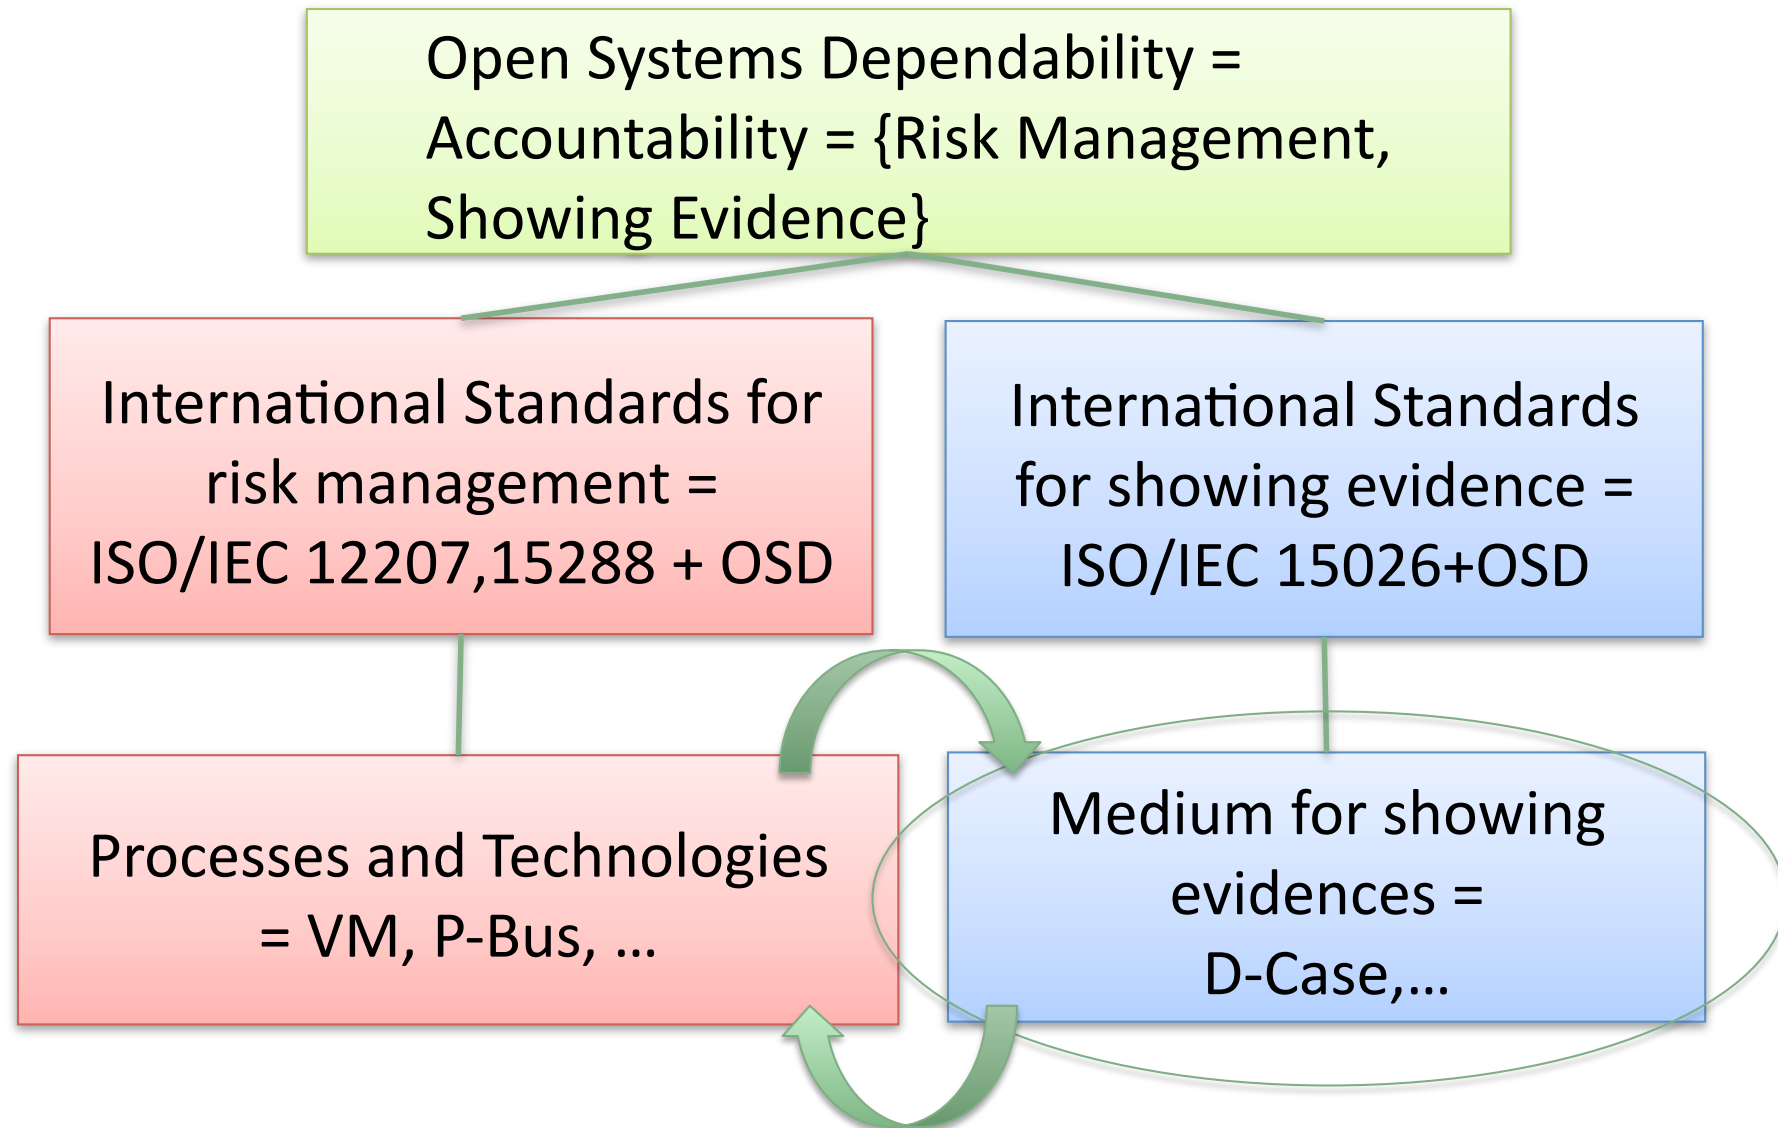 Open Systems Dependability =
Accountability = {Risk Management,
Showing Evidence}
International Standards for
risk management =
ISO/IEC 12207,15288 + OSD
International Standards
for showing evidence =
ISO/IEC 15026+OSD
Processes and Technologies
= VM, P-Bus, …
Medium for showing
evidences =
D-Case,…